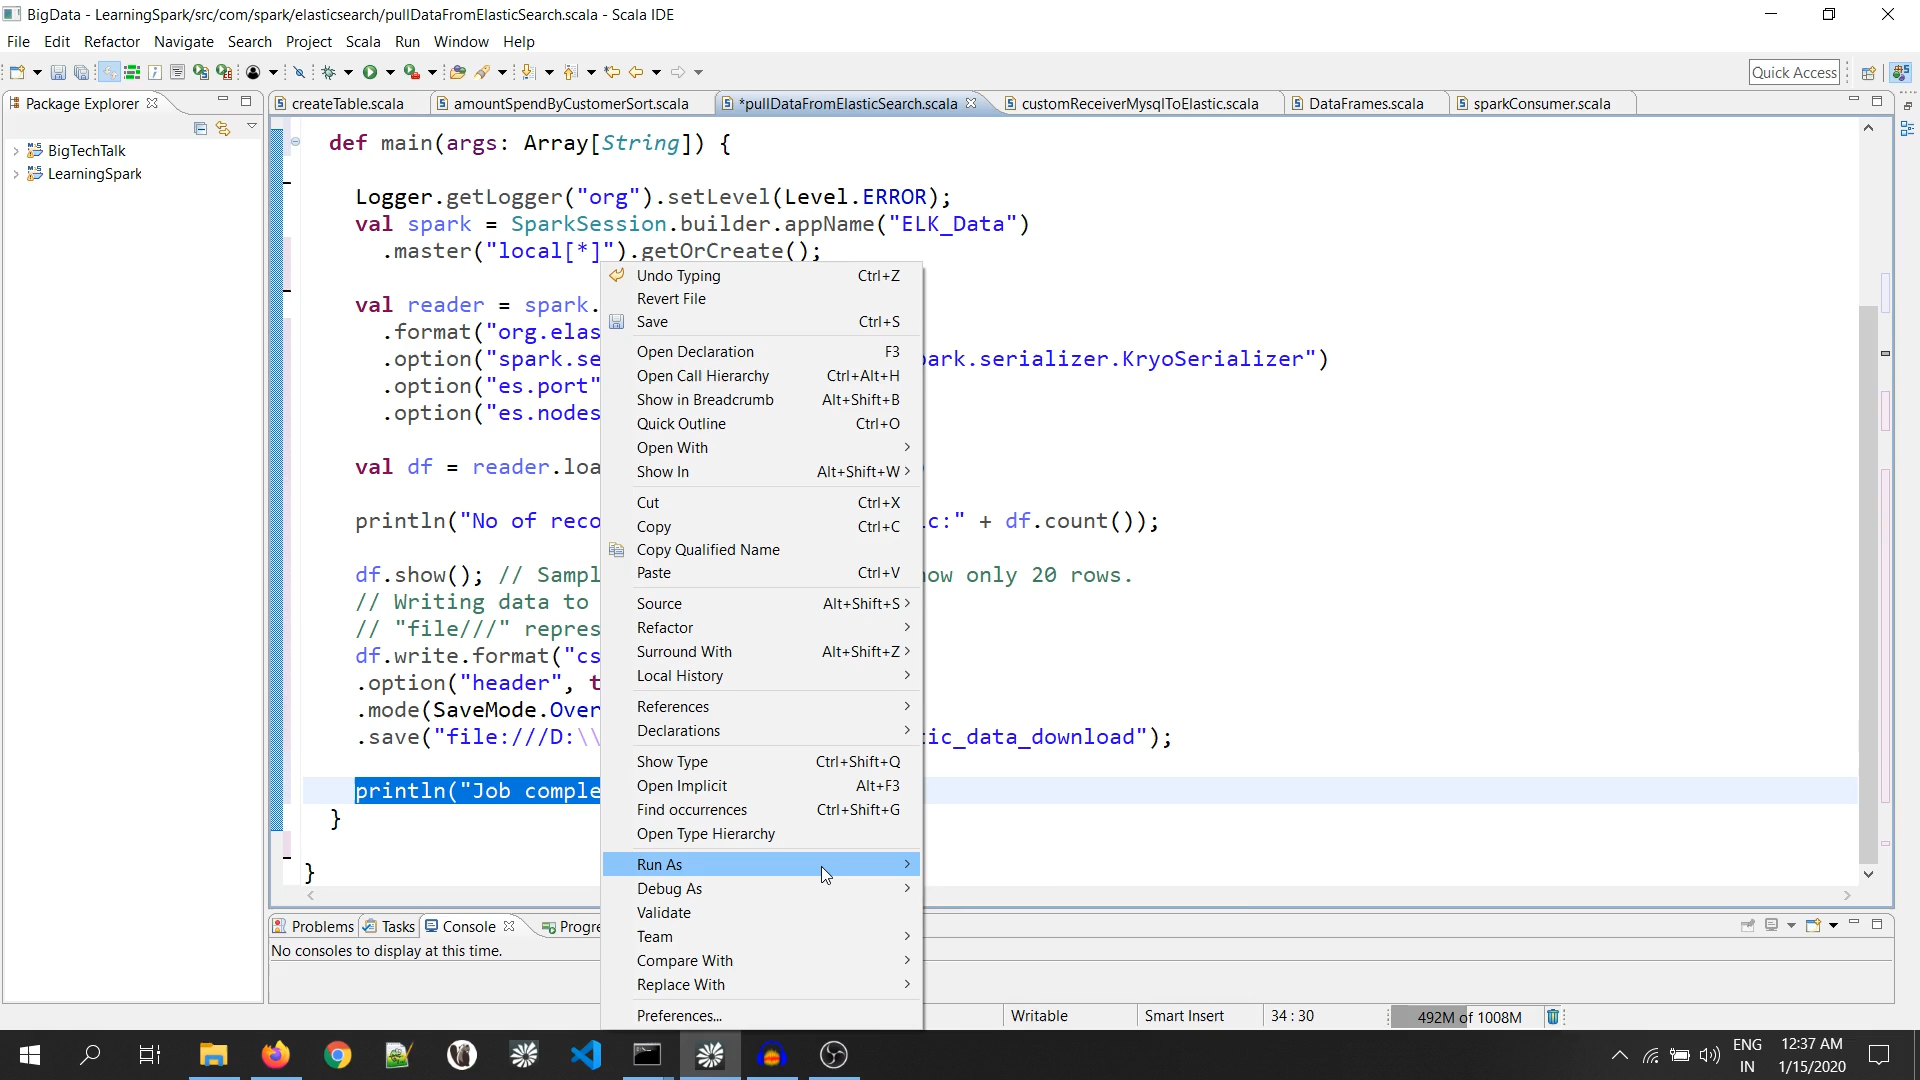 BigData - LearningSpark/src/com/spark/elasticsearch/pullDataFromElasticSearch.scala - Scala IDE
File Edit Refactor Navigate Search Project Scala Run Window Help
Quick Access
Package Explorer
createTable.scala amountSpendByCustomerSort.scala *pullDataFromElasticSearch.scala customReceiverMysqlToElastic.scala DataFrames.scala sparkConsumer.scala
BigTechTalk
LearningSpark
def main(args: Array[String]) {
Logger.getLogger("org").setLevel(Level.ERROR);
val spark = SparkSession.builder.appName("ELK_Data")
.master("local[*]").getOrCreate();
val reader = spark.
.format("org.elas
.option("spark.se ark.serializer.KryoSerializer")
.option("es.port"
.option("es.nodes
val df = reader.loa
println("No of reco c:" + df.count());
df.show(); // Sampl ow only 20 rows.
// Writing data to
// "file///" repres
df.write.format("cs
.option("header", t
.mode(SaveMode.Over
.save("file:///D:\\ ic_data_download");
println("Job comple
}
}
Undo Typing Ctrl+Z
Revert File
Save Ctrl+S
Open Declaration F3
Open Call Hierarchy Ctrl+Alt+H
Show in Breadcrumb Alt+Shift+B
Quick Outline Ctrl+O
Open With
Show In Alt+Shift+W
Cut Ctrl+X
Copy Ctrl+C
Copy Qualified Name
Paste Ctrl+V
Source Alt+Shift+S
Refactor
Surround With Alt+Shift+Z
Local History
References
Declarations
Show Type Ctrl+Shift+Q
Open Implicit Alt+F3
Find occurrences Ctrl+Shift+G
Open Type Hierarchy
Run As
Debug As
Validate
Team
Compare With
Replace With
Preferences...
Problems Tasks Console Progre
No consoles to display at this time.
Writable Smart Insert 34 : 30 492M of 1008M
ENG 12:37 AM
IN 1/15/2020